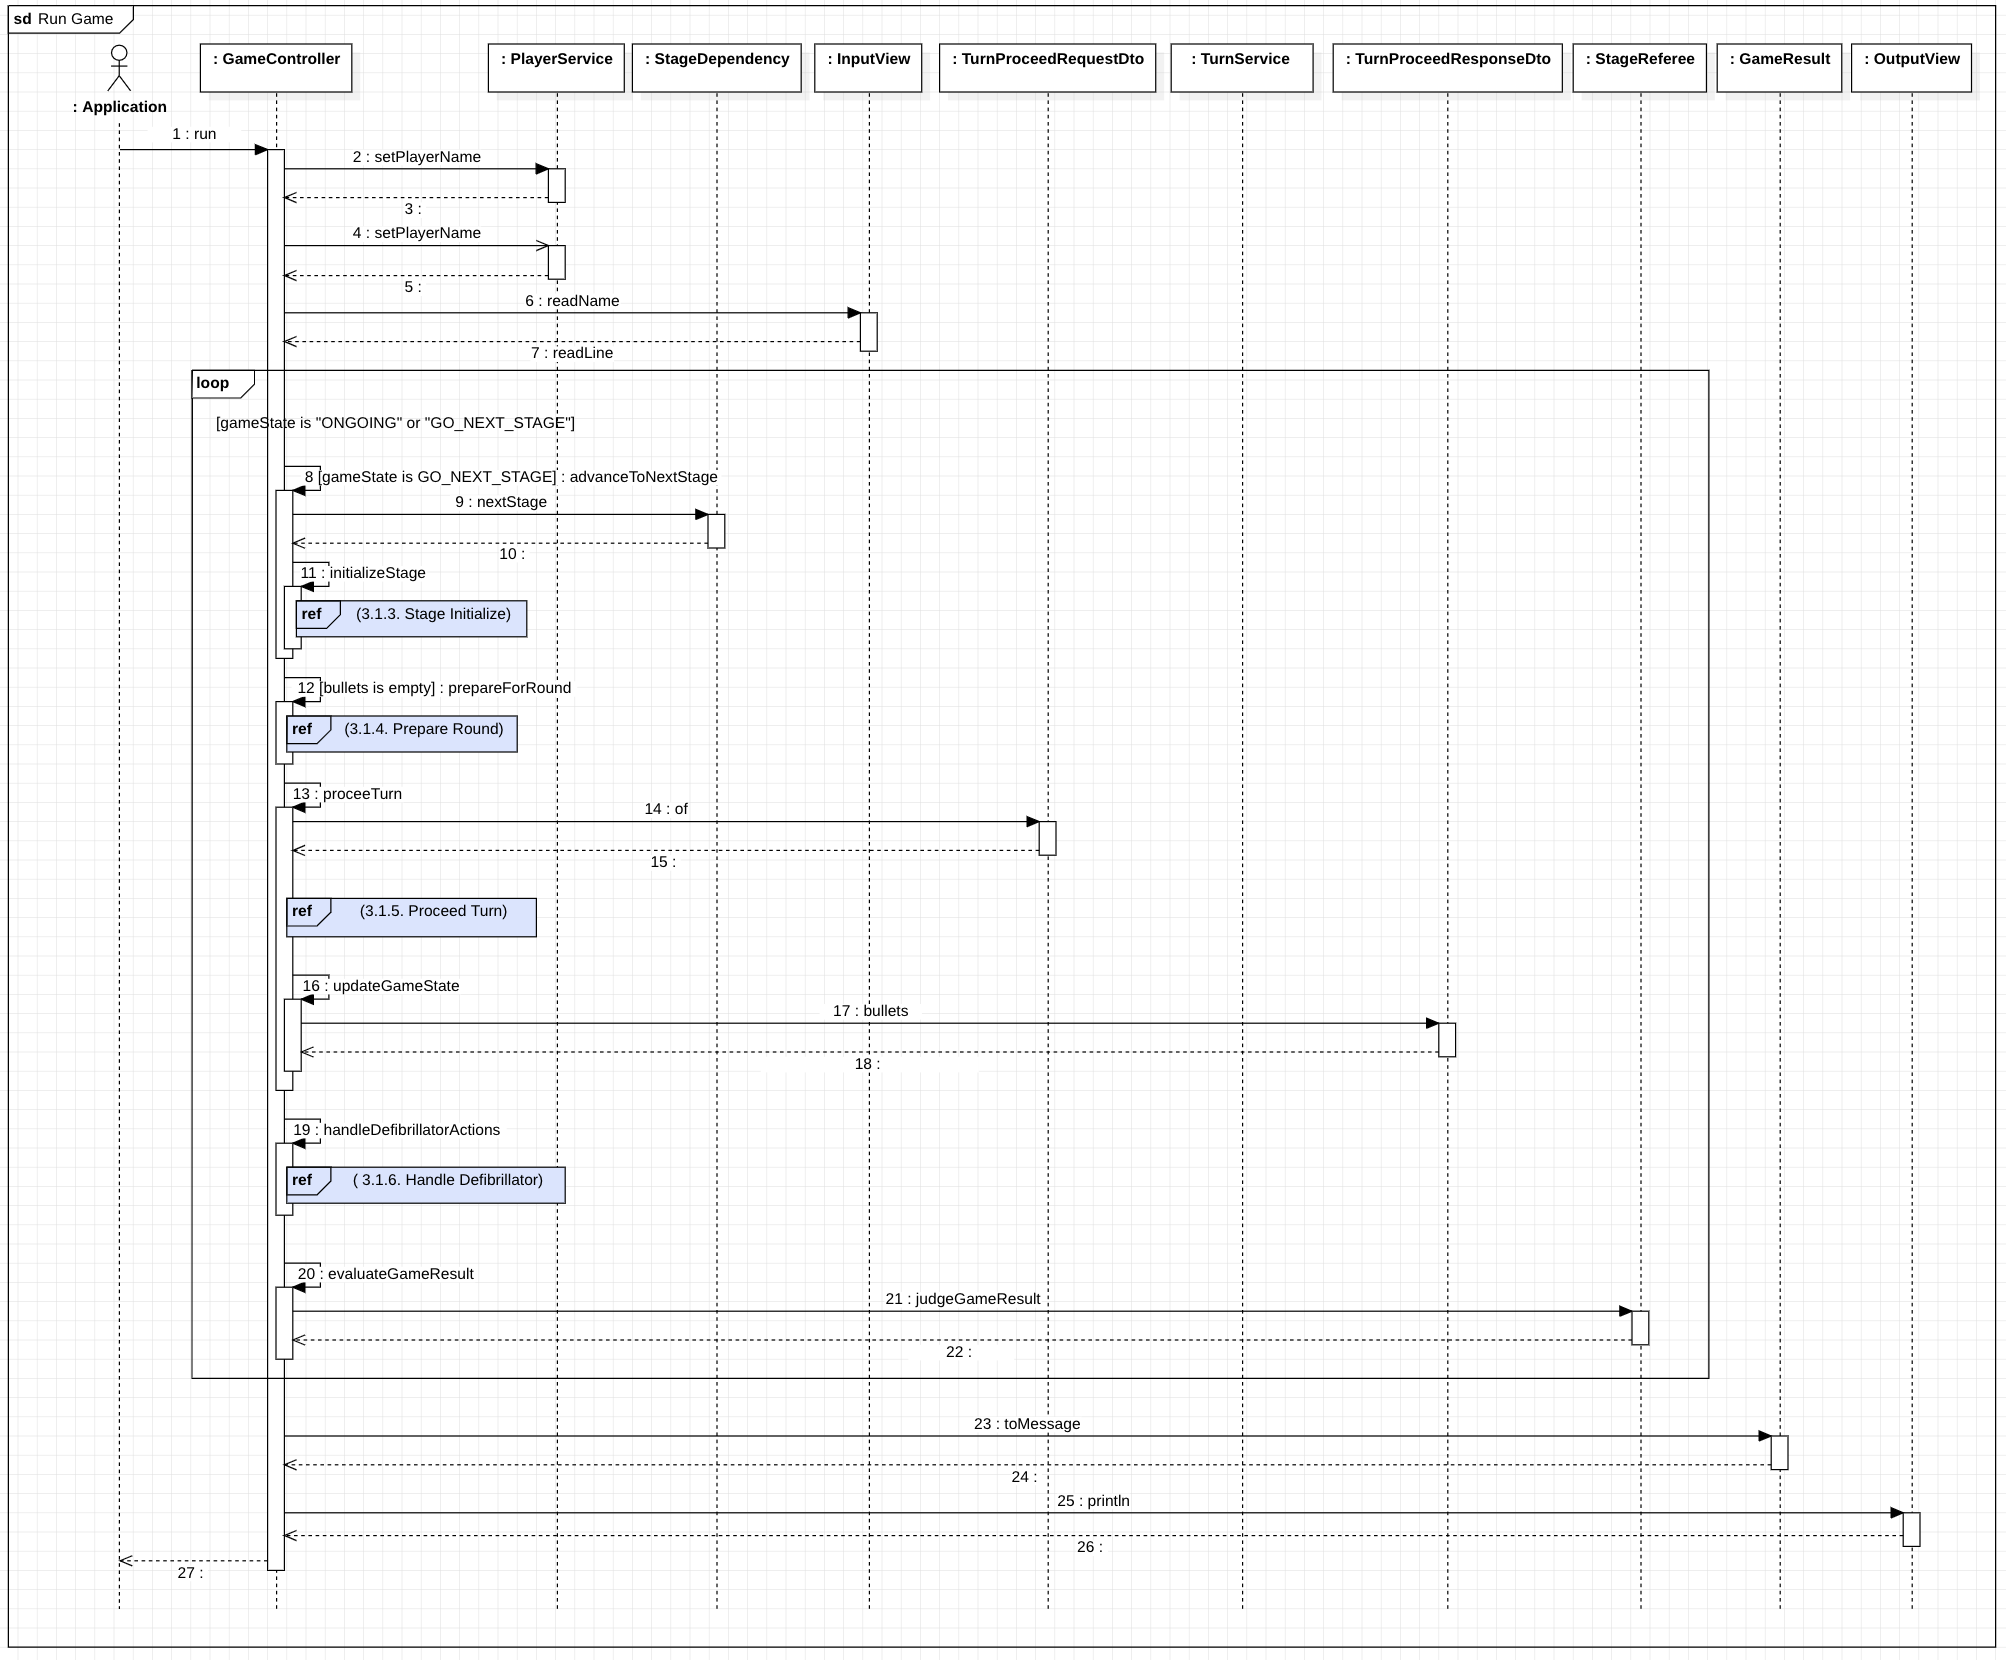 sd Run Game
: Application
: GameController
: PlayerService
: StageDependency
: InputView
: TurnProceedRequestDto
: TurnService
: TurnProceedResponseDto
: StageReferee
: GameResult
: OutputView
1 : run
2 : setPlayerName
3 :
4 : setPlayerName
5 :
6 : readName
7 : readLine
loop
[gameState is "ONGOING" or "GO_NEXT_STAGE"]
8 [gameState is GO_NEXT_STAGE] : advanceToNextStage
9 : nextStage
10 :
11 : initializeStage
ref (3.1.3. Stage Initialize)
12 [bullets is empty] : prepareForRound
ref (3.1.4. Prepare Round)
13 : proceeTurn
14 : of
15 :
ref (3.1.5. Proceed Turn)
16 : updateGameState
17 : bullets
18 :
19 : handleDefibrillatorActions
ref ( 3.1.6. Handle Defibrillator)
20 : evaluateGameResult
21 : judgeGameResult
22 :
23 : toMessage
24 :
25 : println
26 :
27 :